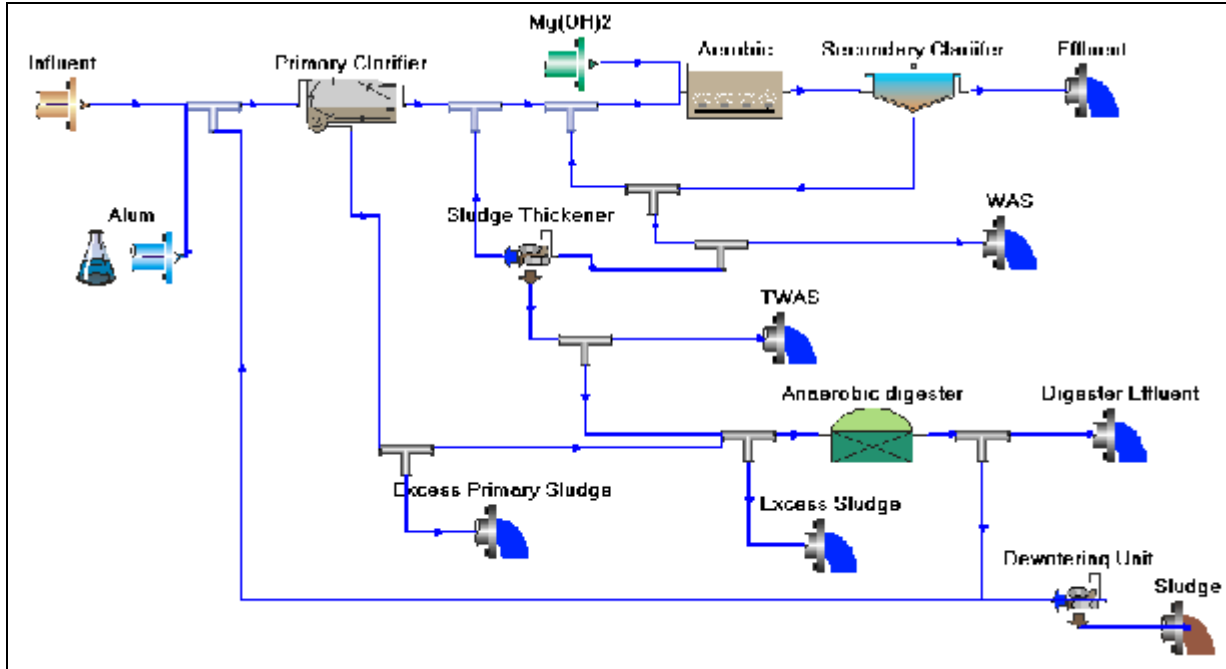 Mg(OH)2
Aerobic
Secondary Clarifier
Effluent
Influent
Primary Clarifier
Alum
Sludge Thickener
WAS
TWAS
Anaerobic digester
Digester Effluent
Excess Primary Sludge
Excess Sludge
Dewatering Unit
Sludge